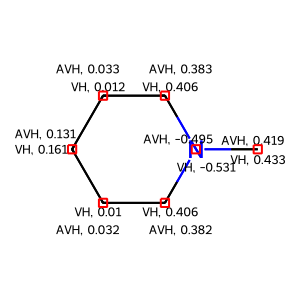 AVH, 0.033
AVH, 0.383
VH, 0.012
VH, 0.406
AVH, 0.131
VH, 0.161
AVH, -0.495
AVH, 0.419
N
VH, 0.433
VH, -0.531
VH, 0.01
VH, 0.406
AVH, 0.032
AVH, 0.382